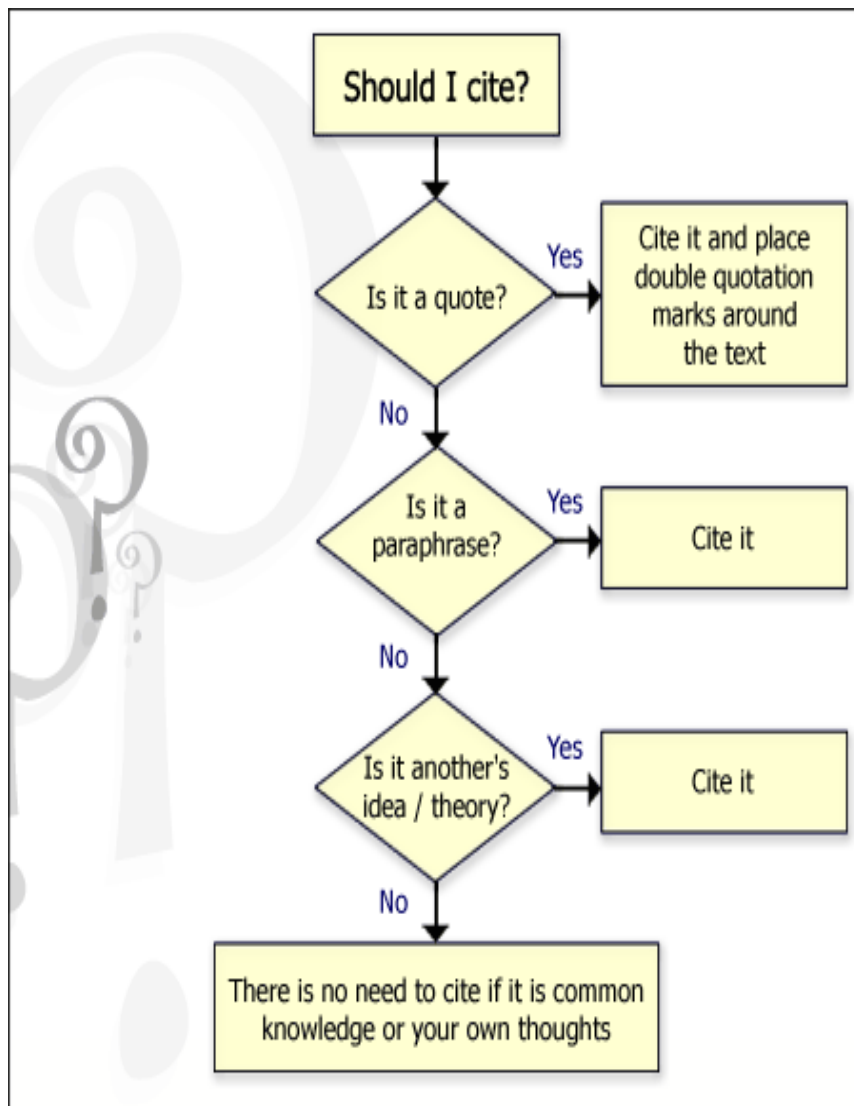 Should I cite?
Is it a quote?
Yes
Cite it and place
double quotation
marks around
the text
No
Is it a
paraphrase?
Yes
Cite it
No
Is it another's
idea / theory?
Yes
Cite it
No
There is no need to cite if it is common
knowledge or your own thoughts